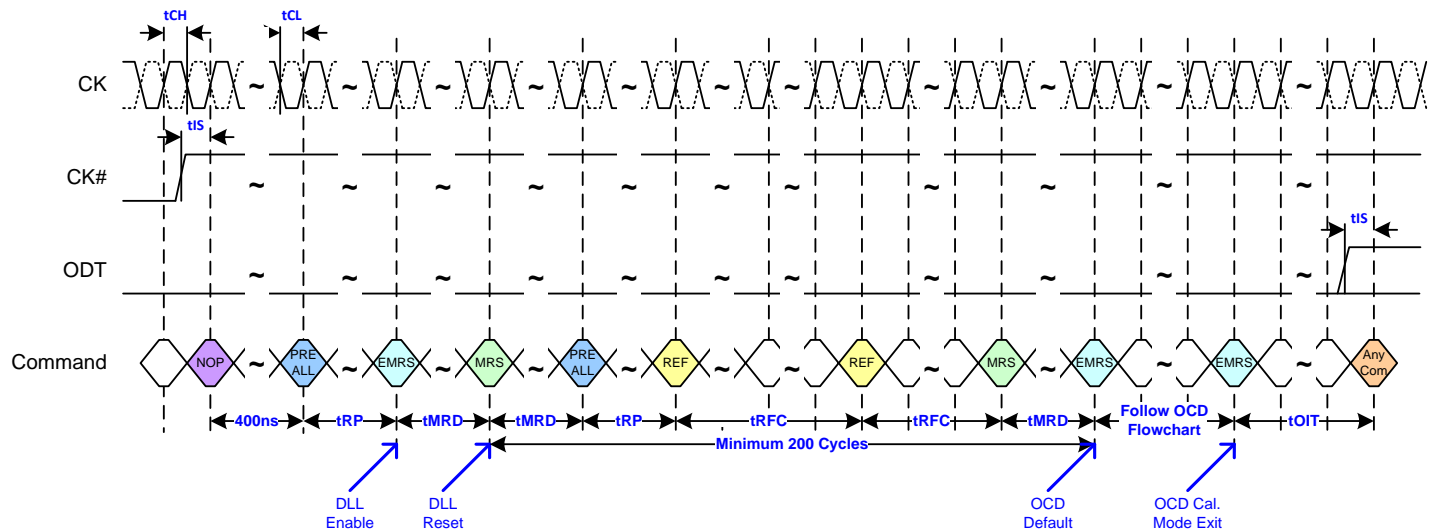 tCH
tCL
CK
~ ~ ~ ~ ~ ~ ~ ~ ~ ~ ~
tIS
CK#
~ ~ ~ ~ ~ ~ ~ ~ ~ ~ ~
tIS
ODT
~ ~ ~ ~ ~ ~ ~ ~ ~ ~ ~
Command
NOP
~
PRE
ALL
~
EMRS
~
MRS
~
PRE
ALL
~
REF
~
~
REF
~
MRS
~
EMRS
~
EMRS
~
Any
Com
400ns
tRP
tMRD
tMRD
tRP
tRFC
tRFC
tMRD
Follow OCD
Flowchart
tOIT
Minimum 200 Cycles
DLL
Enable
DLL
Reset
OCD
Default
OCD Cal.
Mode Exit